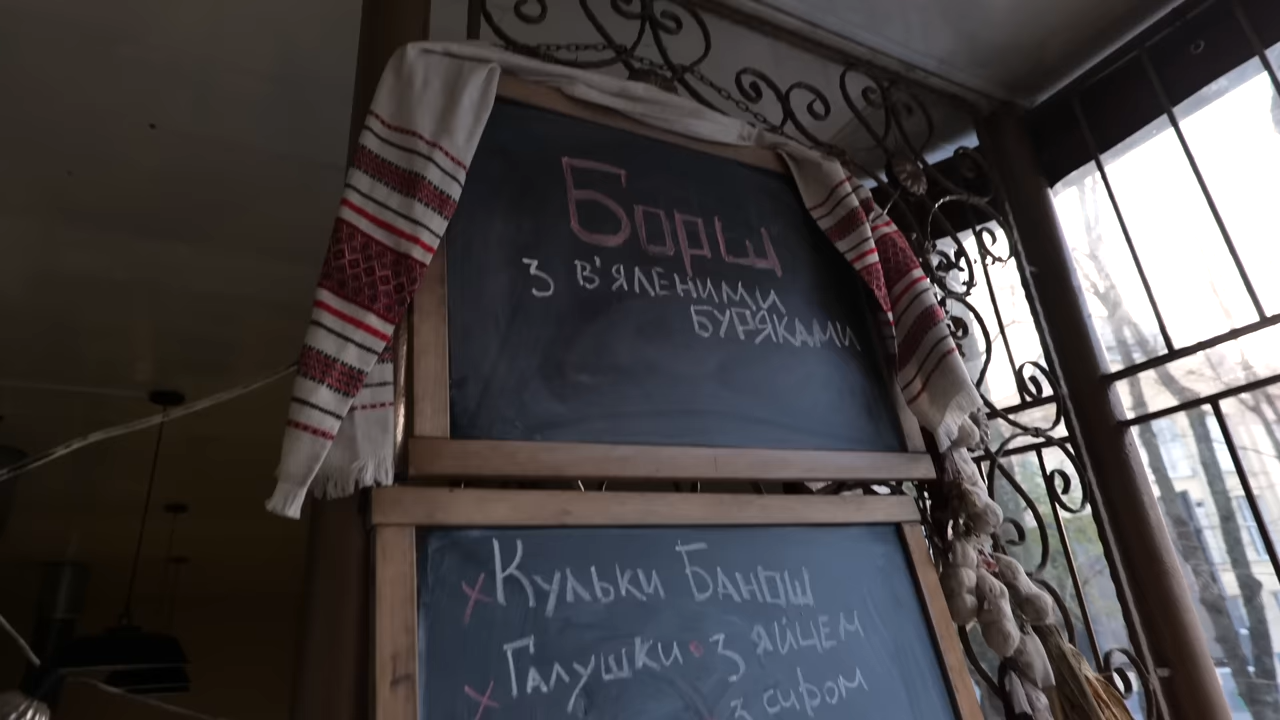 Борщ
з в'яленими
буряками
Кульки Банош
Галушки • з яйцем
з сиром